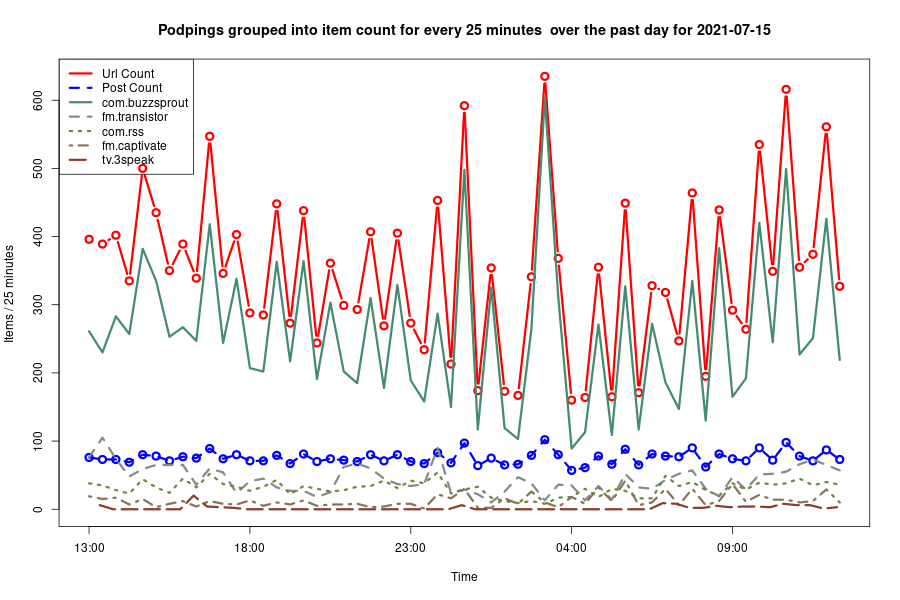 Podpings grouped into item count for every 25 minutes  over the past day for 2021-07-15
Url Count
Post Count
com.buzzsprout
fm.transistor
com.rss
fm.captivate
tv.3speak
Items / 25 minutes
600
500
400
300
200
100
0
13:00 18:00 23:00 04:00 09:00
Time